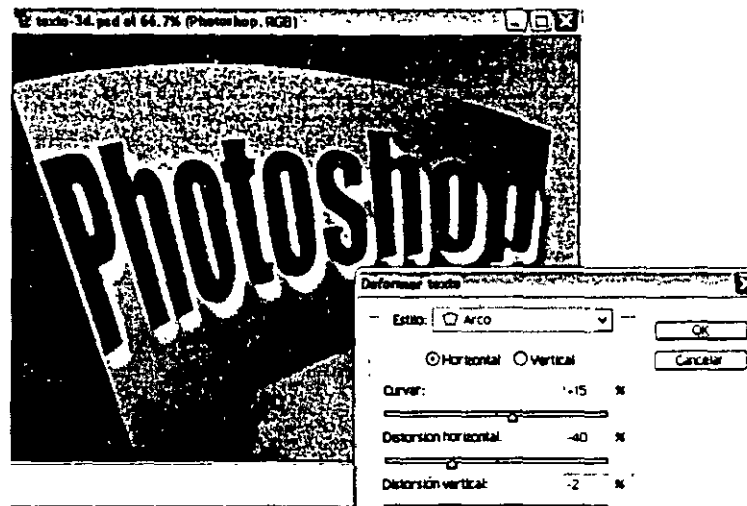 texto-3d.psd al 66.7% (Photoshop, RGB)
Photoshop
Deformar texto
Estilo: Arco
OK
Horizontal Vertical
Cancelar
Curvar: +15 %
Distorsión horizontal: -40 %
Distorsión vertical: -2 %